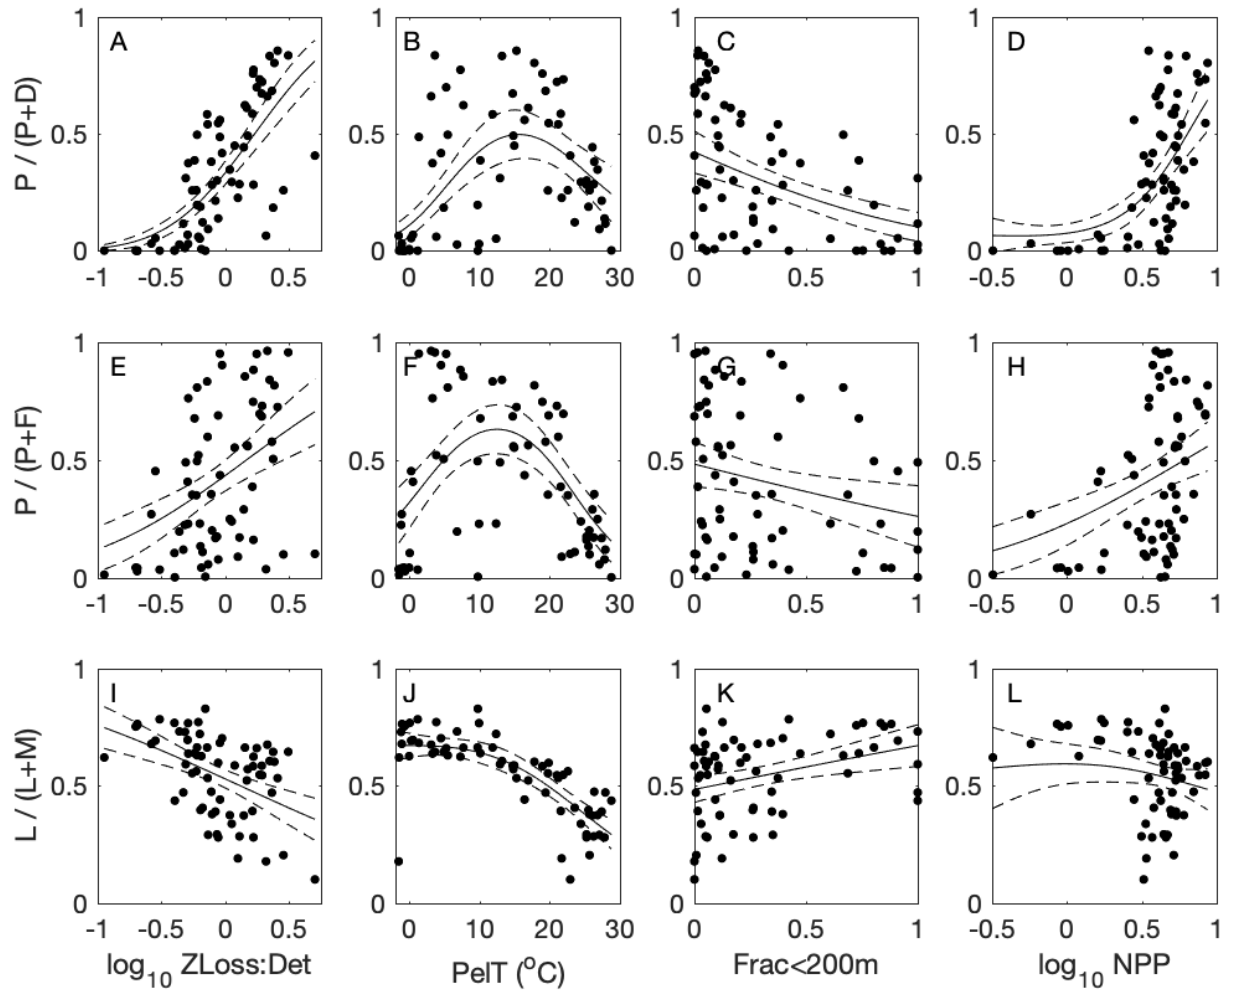 1 A 1 B 1 C 1 D
P / (P+D)
0.5 0.5 0.5 0.5
0 0 0 0
-1 -0.5 0 0.5 0 10 20 30 0 0.5 1 -0.5 0 0.5 1
1 E 1 F 1 G 1 H
P / (P+F)
0.5 0.5 0.5 0.5
0 0 0 0
-1 -0.5 0 0.5 0 10 20 30 0 0.5 1 -0.5 0 0.5 1
1 I 1 J 1 K 1 L
L / (L+M)
0.5 0.5 0.5 0.5
0 0 0 0
-1 -0.5 0 0.5 0 10 20 30 0 0.5 1 -0.5 0 0.5 1
log10 ZLoss:Det PelT (°C) Frac<200m log10 NPP